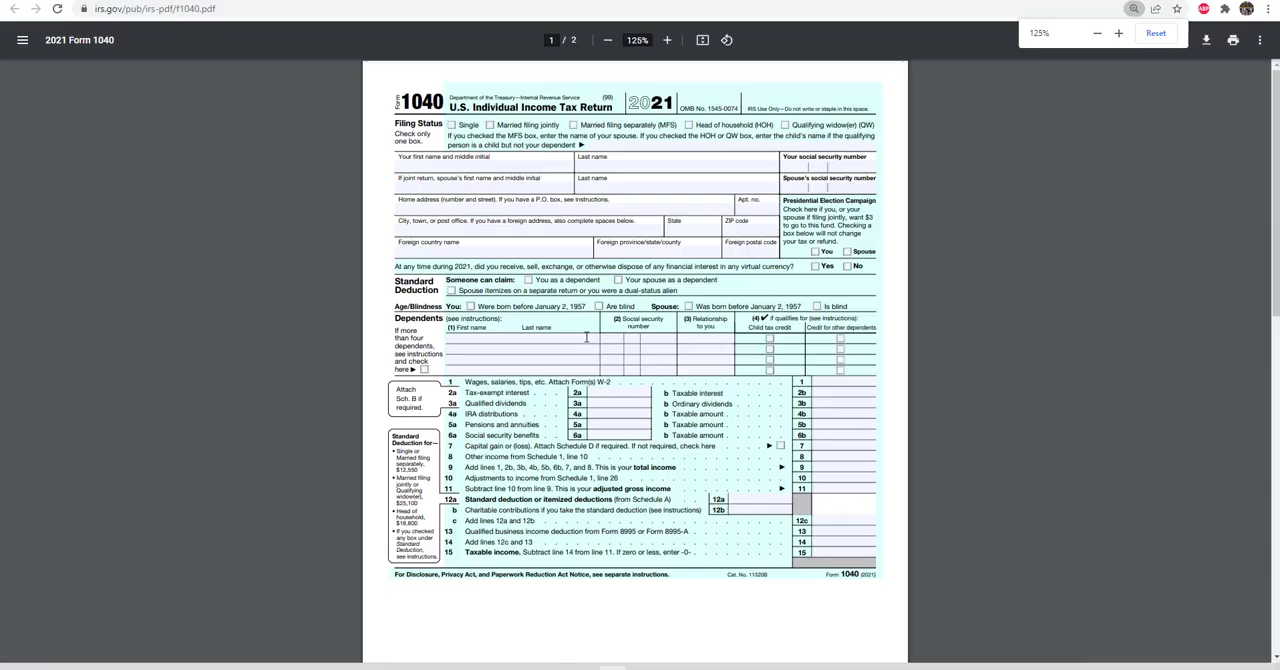 irs.gov/pub/irs-pdf/f1040.pdf
ABP
125%
Reset
2021 Form 1040
1 / 2
125%
Form
1040
Department of the Treasury—Internal Revenue Service
(99)
U.S. Individual Income Tax Return
2021
OMB No. 1545-0074
IRS Use Only—Do not write or staple in this space.
Filing Status
Check only
one box.
Single
Married filing jointly
Married filing separately (MFS)
Head of household (HOH)
Qualifying widow(er) (QW)
If you checked the MFS box, enter the name of your spouse. If you checked the HOH or QW box, enter the child's name if the qualifying
person is a child but not your dependent ▶
Your first name and middle initial
Last name
Your social security number
If joint return, spouse's first name and middle initial
Last name
Spouse's social security number
Home address (number and street). If you have a P.O. box, see instructions.
Apt. no.
City, town, or post office. If you have a foreign address, also complete spaces below.
State
ZIP code
Foreign country name
Foreign province/state/county
Foreign postal code
Presidential Election Campaign
Check here if you, or your
spouse if filing jointly, want $3
to go to this fund. Checking a
box below will not change
your tax or refund.
You
Spouse
At any time during 2021, did you receive, sell, exchange, or otherwise dispose of any financial interest in any virtual currency?
Yes
No
Standard
Deduction
Someone can claim:
You as a dependent
Your spouse as a dependent
Spouse itemizes on a separate return or you were a dual-status alien
Age/Blindness
You:
Were born before January 2, 1957
Are blind
Spouse:
Was born before January 2, 1957
Is blind
Dependents (see instructions):
If more
than four
dependents,
see instructions
and check
here ▶
(1) First name
Last name
(2) Social security
number
(3) Relationship
to you
(4) ✔ if qualifies for (see instructions):
Child tax credit
Credit for other dependents
Attach
Sch. B if
required.
1 Wages, salaries, tips, etc. Attach Form(s) W-2 1
2a Tax-exempt interest 2a b Taxable interest 2b
3a Qualified dividends 3a b Ordinary dividends 3b
4a IRA distributions 4a b Taxable amount 4b
5a Pensions and annuities 5a b Taxable amount 5b
6a Social security benefits 6a b Taxable amount 6b
7 Capital gain or (loss). Attach Schedule D if required. If not required, check here ▶ 7
8 Other income from Schedule 1, line 10 8
9 Add lines 1, 2b, 3b, 4b, 5b, 6b, 7, and 8. This is your total income ▶ 9
10 Adjustments to income from Schedule 1, line 26 10
11 Subtract line 10 from line 9. This is your adjusted gross income ▶ 11
12a Standard deduction or itemized deductions (from Schedule A) 12a
b Charitable contributions if you take the standard deduction (see instructions) 12b
c Add lines 12a and 12b 12c
13 Qualified business income deduction from Form 8995 or Form 8995-A 13
14 Add lines 12c and 13 14
15 Taxable income. Subtract line 14 from line 11. If zero or less, enter -0- 15
Standard
Deduction for—
• Single or
Married filing
separately,
$12,550
• Married filing
jointly or
Qualifying
widow(er),
$25,100
• Head of
household,
$18,800
• If you checked
any box under
Standard
Deduction,
see instructions.
For Disclosure, Privacy Act, and Paperwork Reduction Act Notice, see separate instructions.
Cat. No. 11320B
Form 1040 (2021)